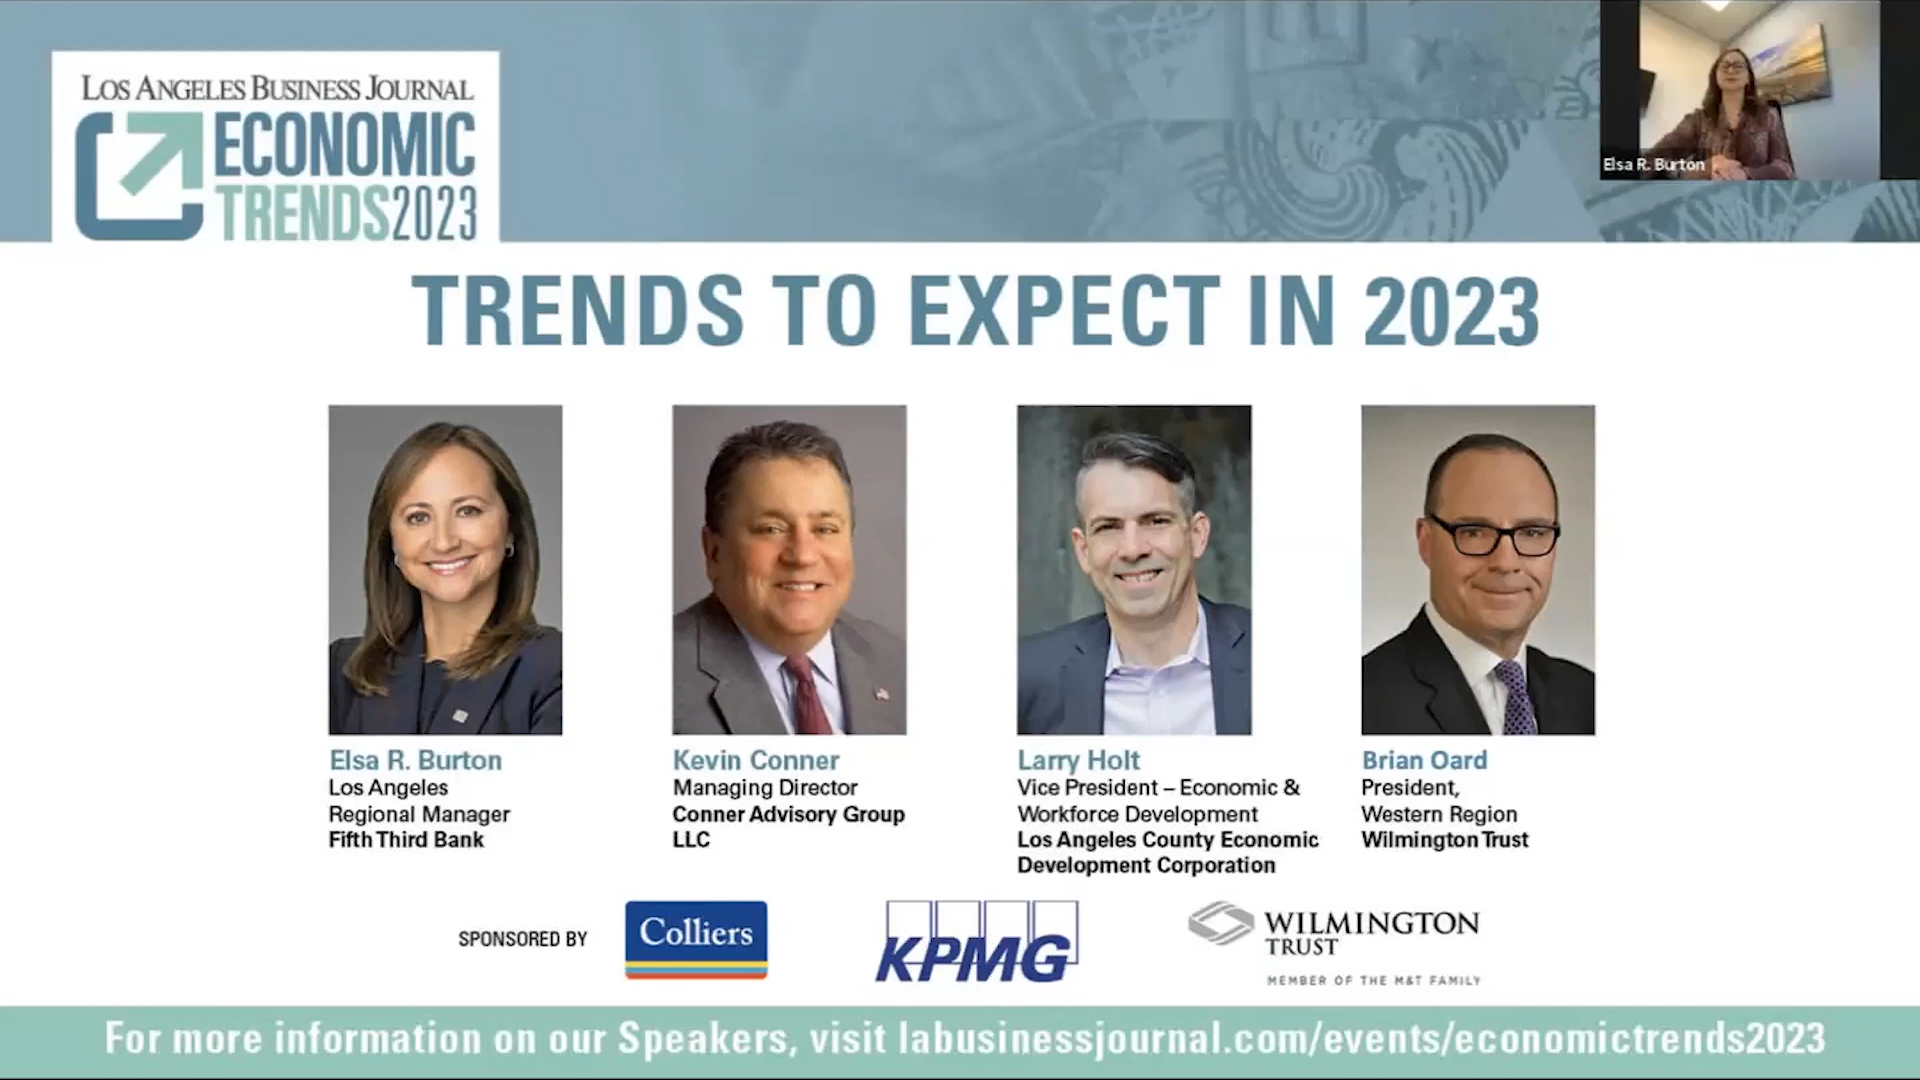 LOS ANGELES BUSINESS JOURNAL
ECONOMIC
TRENDS2023
Elsa R. Burton
TRENDS TO EXPECT IN 2023
Elsa R. Burton
Los Angeles
Regional Manager
Fifth Third Bank
Kevin Conner
Managing Director
Conner Advisory Group
LLC
Larry Holt
Vice President – Economic &
Workforce Development
Los Angeles County Economic
Development Corporation
Brian Oard
President,
Western Region
Wilmington Trust
SPONSORED BY
Colliers
KPMG
WILMINGTON
TRUST
MEMBER OF THE M&T FAMILY
For more information on our Speakers, visit labusinessjournal.com/events/economictrends2023